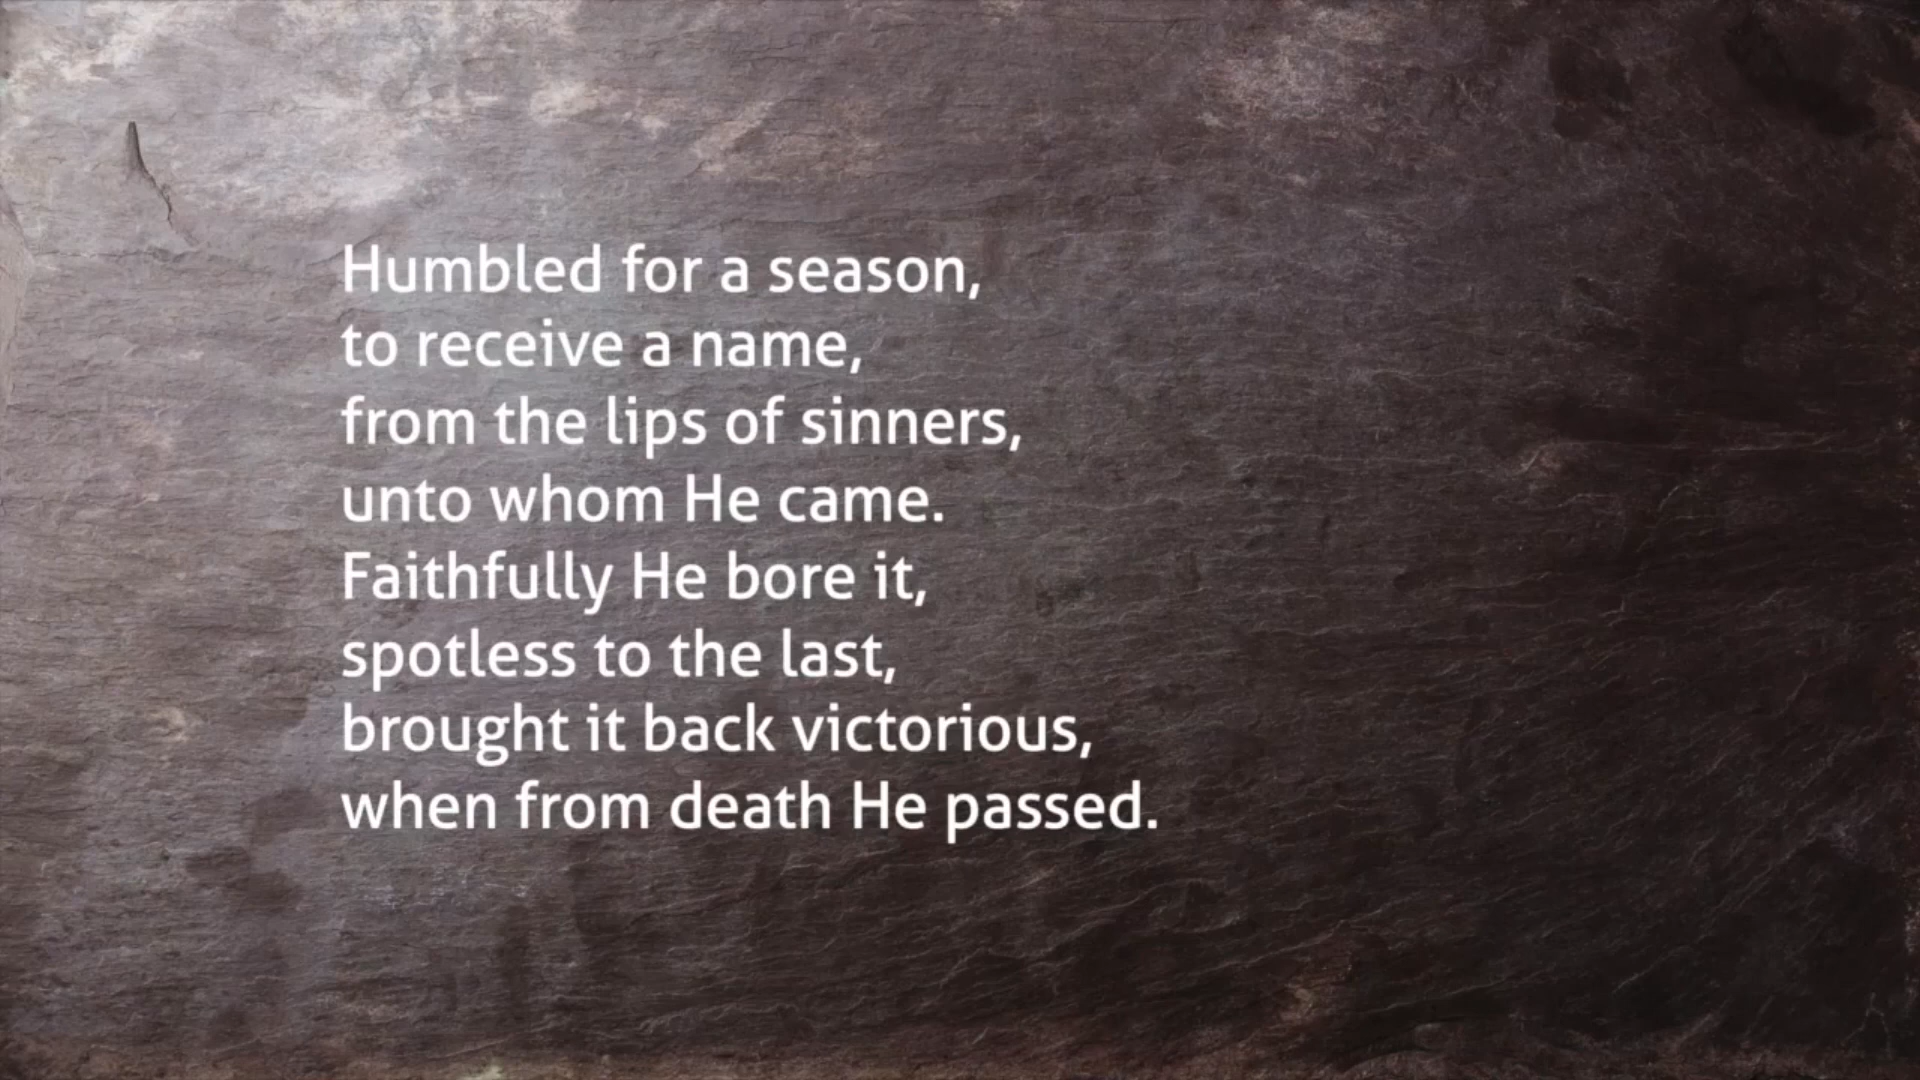 Humbled for a season,
to receive a name,
from the lips of sinners,
unto whom He came.
Faithfully He bore it,
spotless to the last,
brought it back victorious,
when from death He passed.